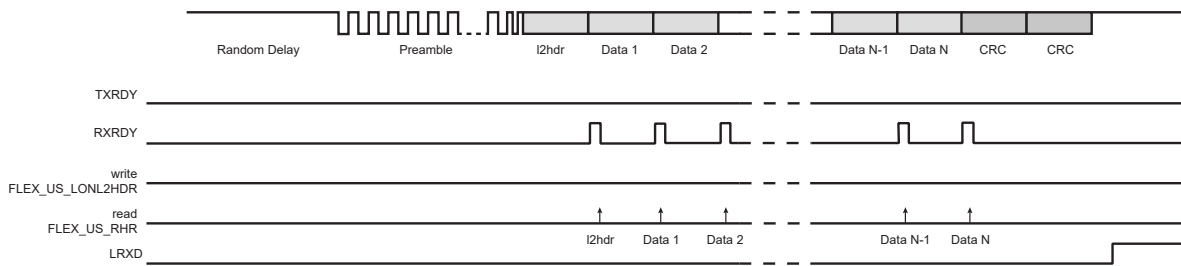 Random Delay Preamble l2hdr Data 1 Data 2 Data N-1 Data N CRC CRC
TXRDY
RXRDY
write
FLEX_US_LONL2HDR
read
FLEX_US_RHR
l2hdr Data 1 Data 2 Data N-1 Data N
LRXD